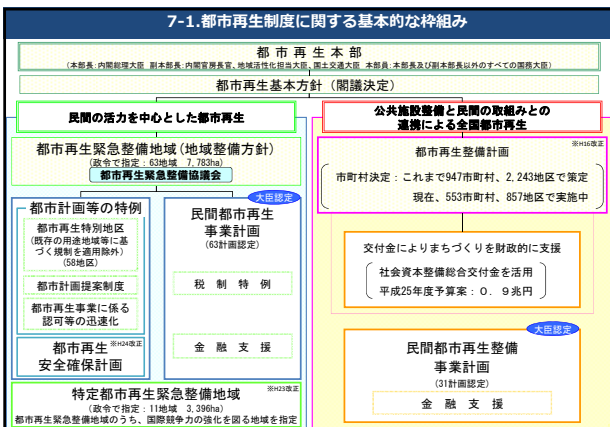 7-1.都市再生制度に関する基本的な枠組み
都市再生本部
(本部長:内閣総理大臣 副本部長:内閣官房長官、地域活性化担当大臣、国土交通大臣 本部員:本部長及び副本部長以外のすべての国務大臣)
都市再生基本方針(閣議決定)
民間の活力を中心とした都市再生
都市再生緊急整備地域(地域整備方針)
(政令で指定:63地域 7,783ha)
都市再生緊急整備協議会
都市計画等の特例
都市再生特別地区
(既存の用途地域等に基
づく規制を適用除外)
(58地区)
都市計画提案制度
都市再生事業に係る
認可等の迅速化
※H24改正
都市再生
安全確保計画
大臣認定
民間都市再生
事業計画
(63計画認定)
税制特例
金融支援
※H23改正
特定都市再生緊急整備地域
(政令で指定:11地域 3,396ha)
都市再生緊急整備地域のうち、国際競争力の強化を図る地域を指定
公共施設整備と民間の取組みとの
連携による全国都市再生
※H16改正
都市再生整備計画
市町村決定:これまで947市町村、2,243地区で策定
現在、553市町村、857地区で実施中
交付金によりまちづくりを財政的に支援
社会資本整備総合交付金を活用
平成25年度予算案:0.9兆円
大臣認定
民間都市再生整備
事業計画
(31計画認定)
金融支援